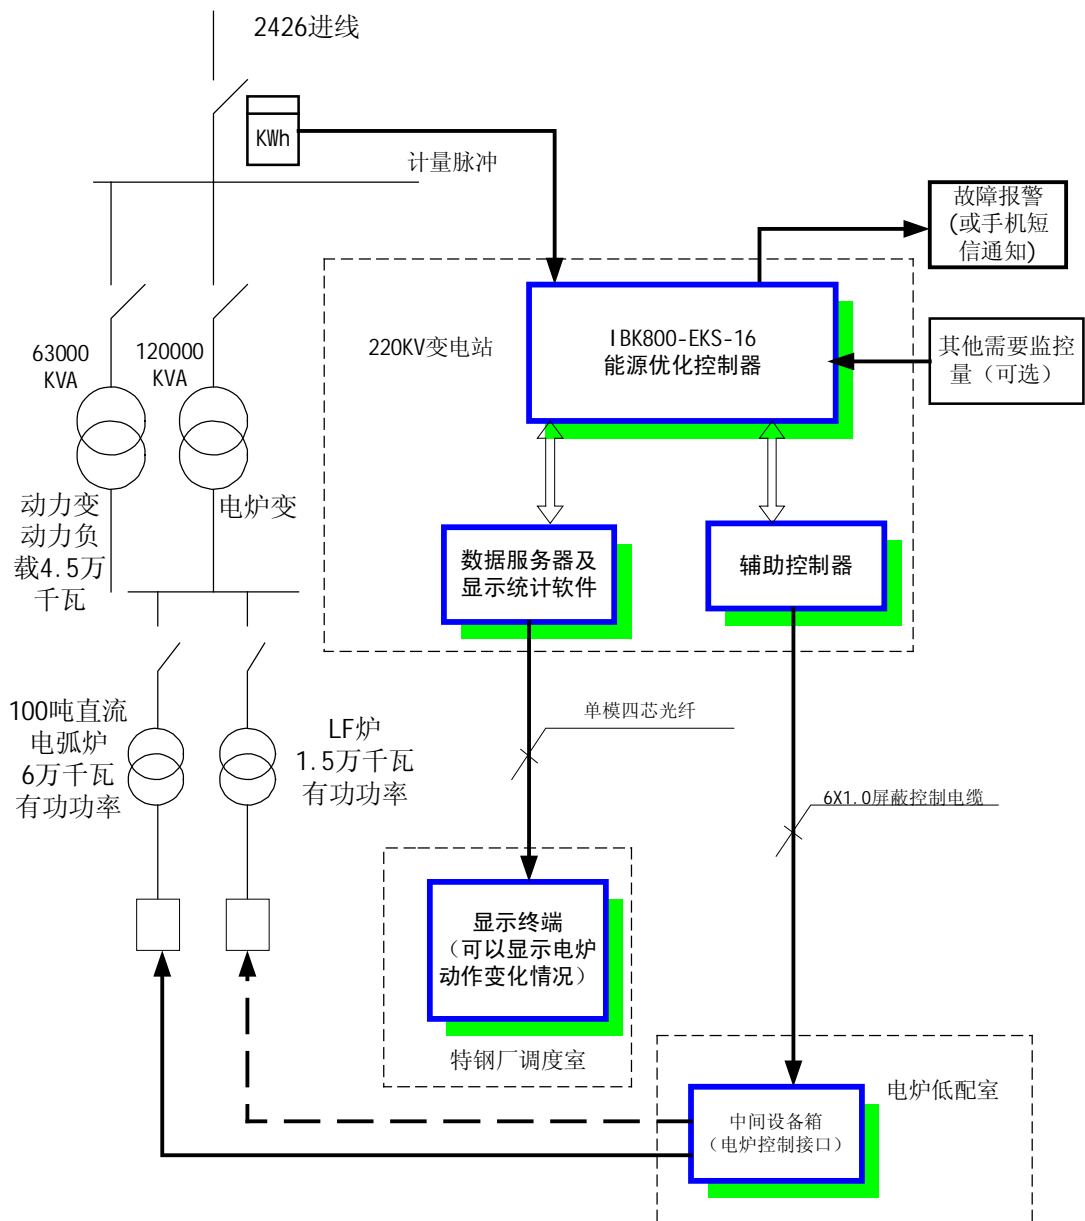 2426进线
KWh
计量脉冲
故障报警
(或手机短
信通知)
IBK800-EKS-16
能源优化控制器
220KV变电站
其他需要监控
量（可选）
63000
KVA
120000
KVA
动力变
动力负
载4.5万
千瓦
电炉变
数据服务器及
显示统计软件
辅助控制器
100吨直流
电弧炉
6万千瓦
有功功率
LF炉
1.5万千瓦
有功功率
单模四芯光纤
6X1.0屏蔽控制电缆
显示终端
（可以显示电炉
动作变化情况）
特钢厂调度室
电炉低配室
中间设备箱
（电炉控制接口）